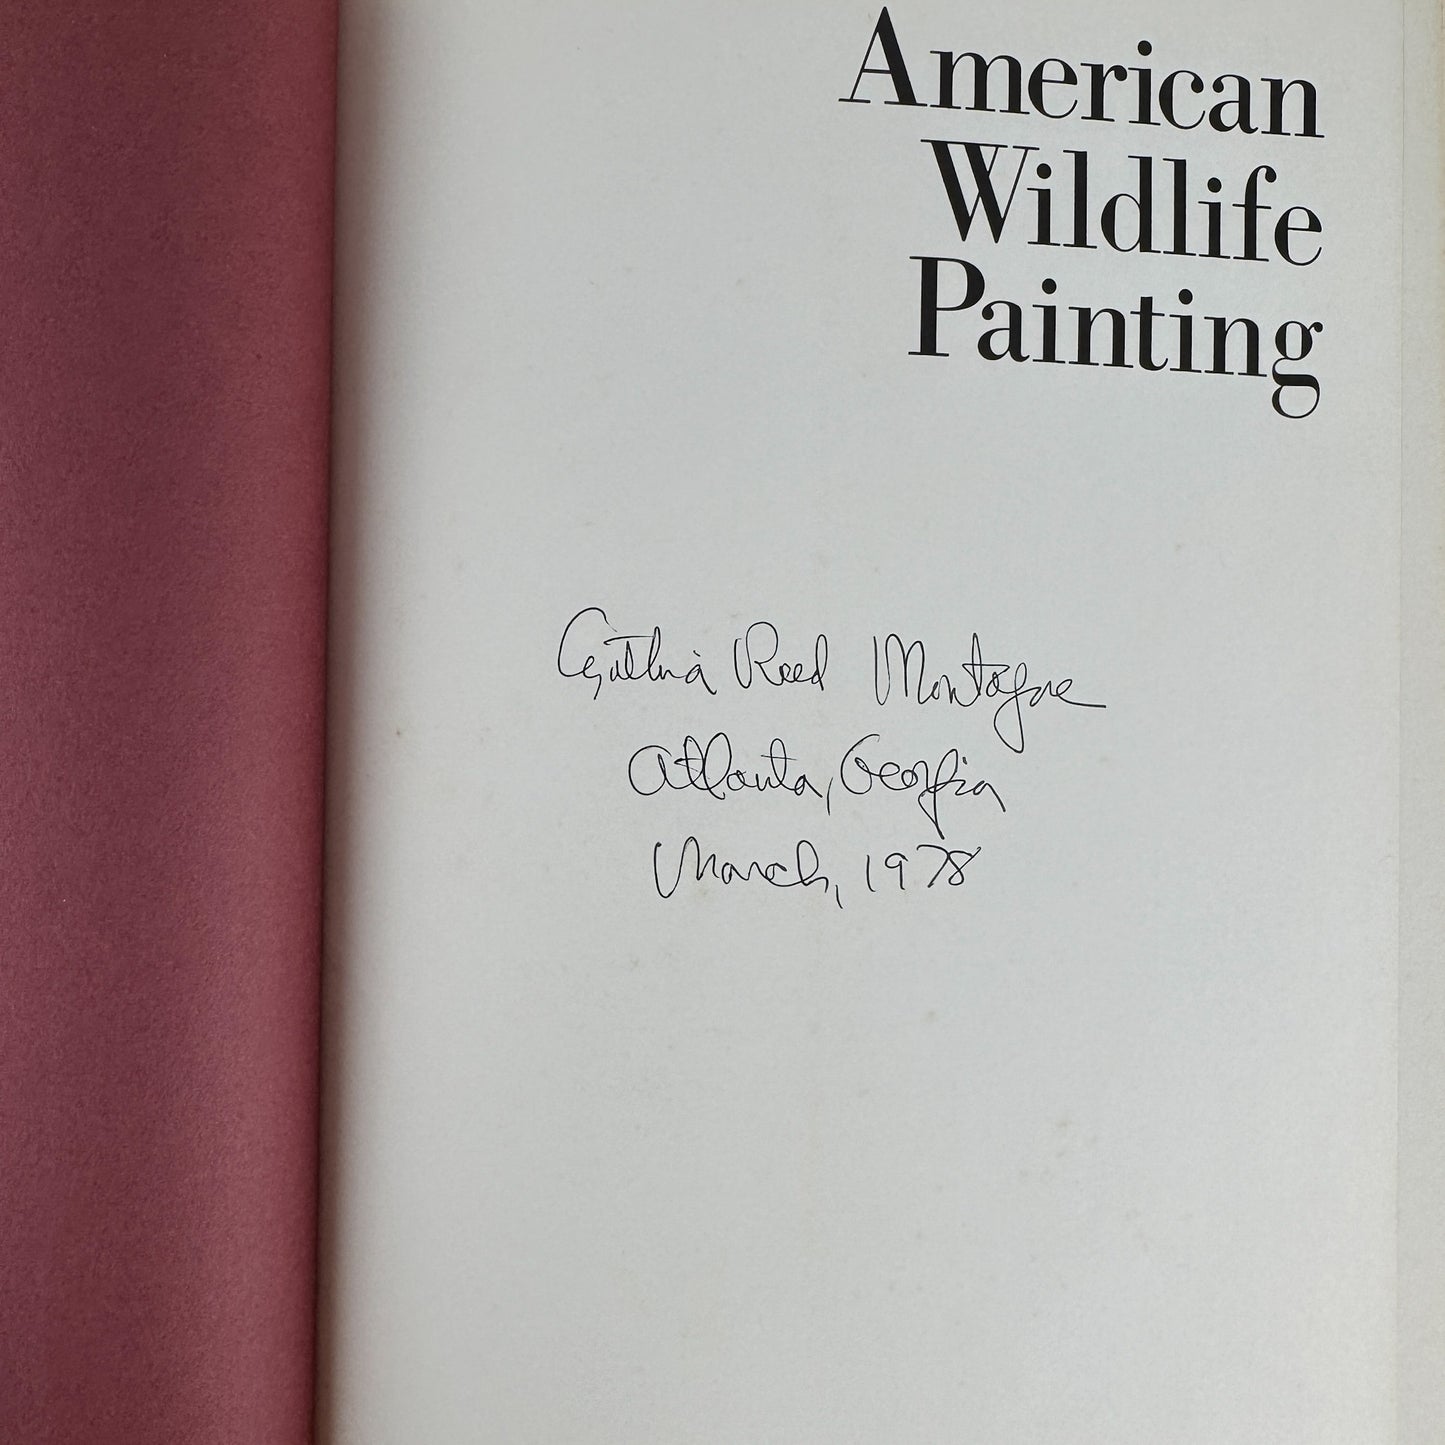 American
Wildlife
Painting
Cynthia Reed Montague
Atlanta, Georgia
March, 1978